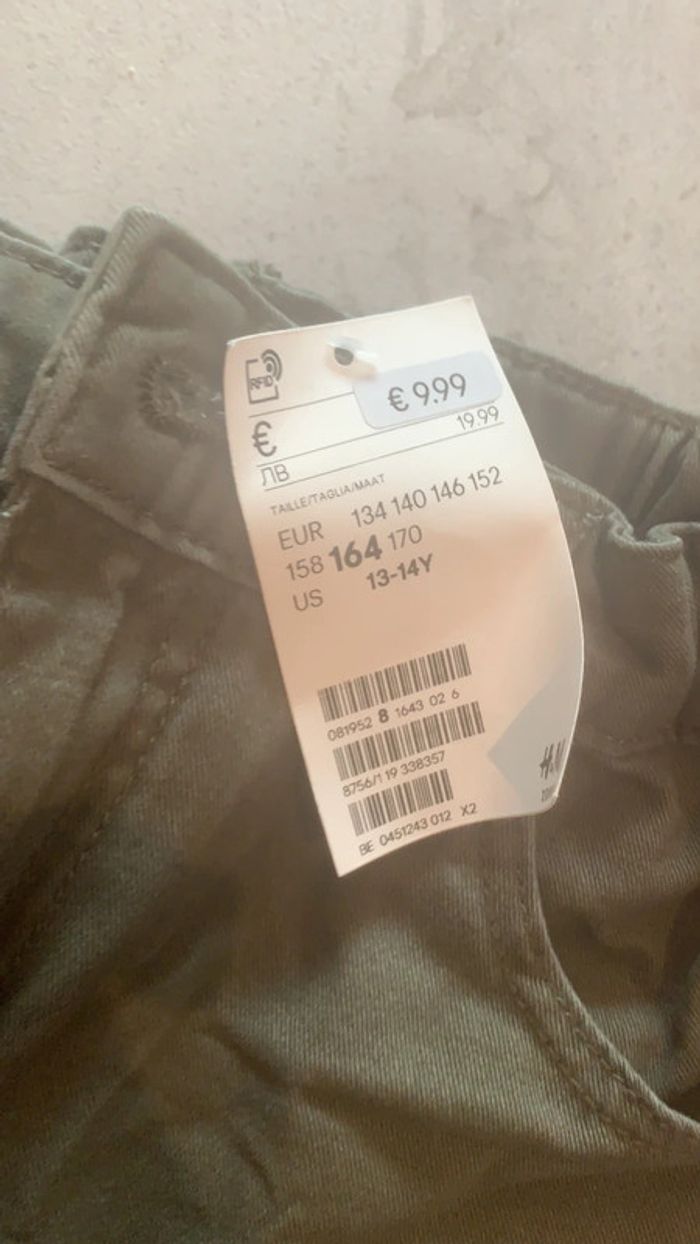 RFID
€ 9.99
€ 19.99
ЛВ
TAILLE/TAGLIA/MAAT
EUR 134 140 146 152
158 164 170
US 13-14Y
081952 8 1643 02 6
8756/1 19 338357
BE 0451243 012 X2